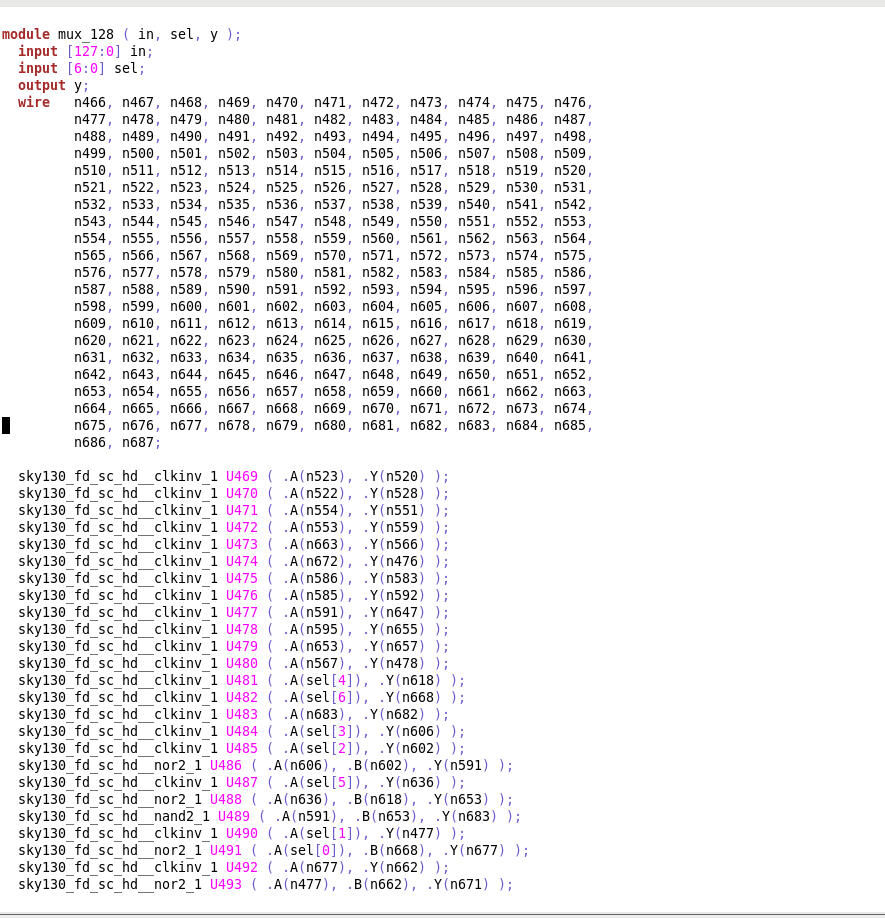 module mux_128 ( in, sel, y );
  input [127:0] in;
  input [6:0] sel;
  output y;
  wire   n466, n467, n468, n469, n470, n471, n472, n473, n474, n475, n476,
         n477, n478, n479, n480, n481, n482, n483, n484, n485, n486, n487,
         n488, n489, n490, n491, n492, n493, n494, n495, n496, n497, n498,
         n499, n500, n501, n502, n503, n504, n505, n506, n507, n508, n509,
         n510, n511, n512, n513, n514, n515, n516, n517, n518, n519, n520,
         n521, n522, n523, n524, n525, n526, n527, n528, n529, n530, n531,
         n532, n533, n534, n535, n536, n537, n538, n539, n540, n541, n542,
         n543, n544, n545, n546, n547, n548, n549, n550, n551, n552, n553,
         n554, n555, n556, n557, n558, n559, n560, n561, n562, n563, n564,
         n565, n566, n567, n568, n569, n570, n571, n572, n573, n574, n575,
         n576, n577, n578, n579, n580, n581, n582, n583, n584, n585, n586,
         n587, n588, n589, n590, n591, n592, n593, n594, n595, n596, n597,
         n598, n599, n600, n601, n602, n603, n604, n605, n606, n607, n608,
         n609, n610, n611, n612, n613, n614, n615, n616, n617, n618, n619,
         n620, n621, n622, n623, n624, n625, n626, n627, n628, n629, n630,
         n631, n632, n633, n634, n635, n636, n637, n638, n639, n640, n641,
         n642, n643, n644, n645, n646, n647, n648, n649, n650, n651, n652,
         n653, n654, n655, n656, n657, n658, n659, n660, n661, n662, n663,
         n664, n665, n666, n667, n668, n669, n670, n671, n672, n673, n674,
         n675, n676, n677, n678, n679, n680, n681, n682, n683, n684, n685,
         n686, n687;
  sky130_fd_sc_hd__clkinv_1 U469 ( .A(n523), .Y(n520) );
  sky130_fd_sc_hd__clkinv_1 U470 ( .A(n522), .Y(n528) );
  sky130_fd_sc_hd__clkinv_1 U471 ( .A(n554), .Y(n551) );
  sky130_fd_sc_hd__clkinv_1 U472 ( .A(n553), .Y(n559) );
  sky130_fd_sc_hd__clkinv_1 U473 ( .A(n663), .Y(n566) );
  sky130_fd_sc_hd__clkinv_1 U474 ( .A(n672), .Y(n476) );
  sky130_fd_sc_hd__clkinv_1 U475 ( .A(n586), .Y(n583) );
  sky130_fd_sc_hd__clkinv_1 U476 ( .A(n585), .Y(n592) );
  sky130_fd_sc_hd__clkinv_1 U477 ( .A(n591), .Y(n647) );
  sky130_fd_sc_hd__clkinv_1 U478 ( .A(n595), .Y(n655) );
  sky130_fd_sc_hd__clkinv_1 U479 ( .A(n653), .Y(n657) );
  sky130_fd_sc_hd__clkinv_1 U480 ( .A(n567), .Y(n478) );
  sky130_fd_sc_hd__clkinv_1 U481 ( .A(sel[4]), .Y(n618) );
  sky130_fd_sc_hd__clkinv_1 U482 ( .A(sel[6]), .Y(n668) );
  sky130_fd_sc_hd__clkinv_1 U483 ( .A(n683), .Y(n682) );
  sky130_fd_sc_hd__clkinv_1 U484 ( .A(sel[3]), .Y(n606) );
  sky130_fd_sc_hd__clkinv_1 U485 ( .A(sel[2]), .Y(n602) );
  sky130_fd_sc_hd__nor2_1 U486 ( .A(n606), .B(n602), .Y(n591) );
  sky130_fd_sc_hd__clkinv_1 U487 ( .A(sel[5]), .Y(n636) );
  sky130_fd_sc_hd__nor2_1 U488 ( .A(n636), .B(n618), .Y(n653) );
  sky130_fd_sc_hd__nand2_1 U489 ( .A(n591), .B(n653), .Y(n683) );
  sky130_fd_sc_hd__clkinv_1 U490 ( .A(sel[1]), .Y(n477) );
  sky130_fd_sc_hd__nor2_1 U491 ( .A(sel[0]), .B(n668), .Y(n677) );
  sky130_fd_sc_hd__clkinv_1 U492 ( .A(n677), .Y(n662) );
  sky130_fd_sc_hd__nor2_1 U493 ( .A(n477), .B(n662), .Y(n671) );